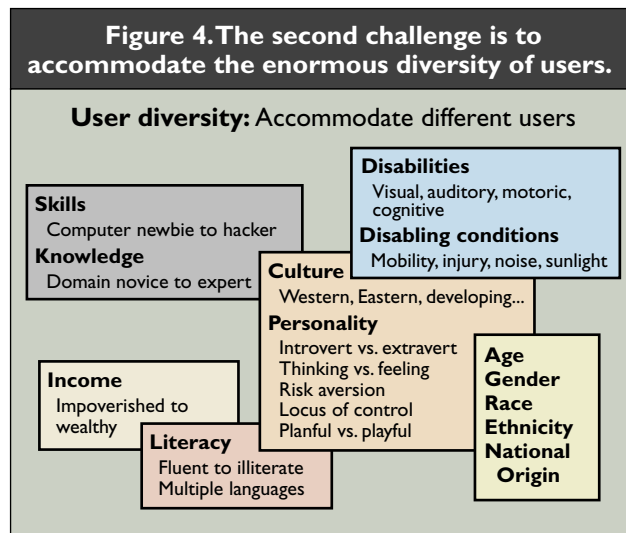 Figure 4. The second challenge is to
accommodate the enormous diversity of users.
User diversity: Accommodate different users
Disabilities
Visual, auditory, motoric,
cognitive
Disabling conditions
Mobility, injury, noise, sunlight
Skills
Computer newbie to hacker
Knowledge
Domain novice to expert
Culture
Western, Eastern, developing...
Personality
Introvert vs. extravert
Thinking vs. feeling
Risk aversion
Locus of control
Planful vs. playful
Age
Gender
Race
Ethnicity
National
Origin
Income
Impoverished to
wealthy
Literacy
Fluent to illiterate
Multiple languages